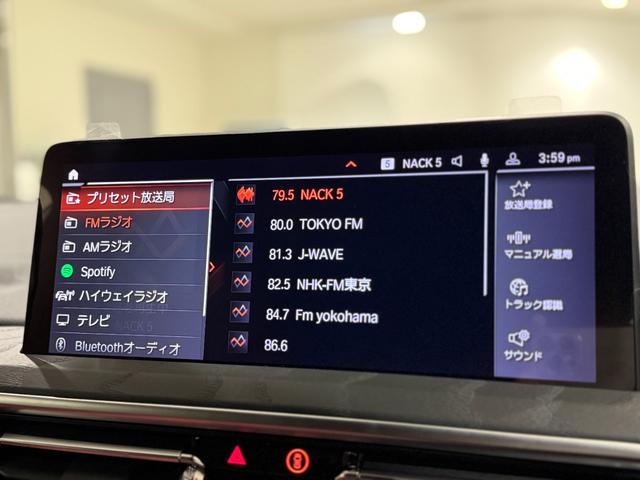 5 NACK 5 3:59 pm
プリセット放送局
FMラジオ
AMラジオ
Spotify
ハイウェイラジオ
テレビ
NACK 5
Bluetoothオーディオ
79.5 NACK 5
80.0 TOKYO FM
81.3 J-WAVE
82.5 NHK-FM東京
84.7 Fm yokohama
86.6
放送局登録
マニュアル選局
トラック認識
サウンド